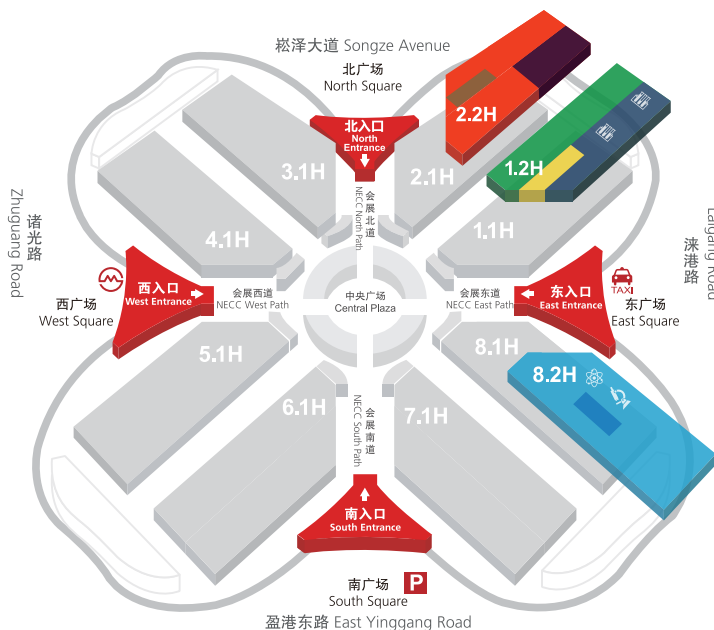 崧泽大道 Songze Avenue
北广场
North Square
北入口
North
Entrance
2.2H
1.2H
3.1H
2.1H
会展北道
NECC North Path
4.1H
1.1H
诸光路
Zhuguang Road
涞港路
Laigang Road
西入口
West Entrance
西广场
West Square
会展西道
NECC West Path
中央广场
Central Plaza
会展东道
NECC East Path
东入口
East Entrance
TAXI
东广场
East Square
5.1H
8.1H
8.2H
6.1H
7.1H
会展南道
NECC South Path
南入口
South Entrance
南广场
South Square
P
盈港东路 East Yinggang Road